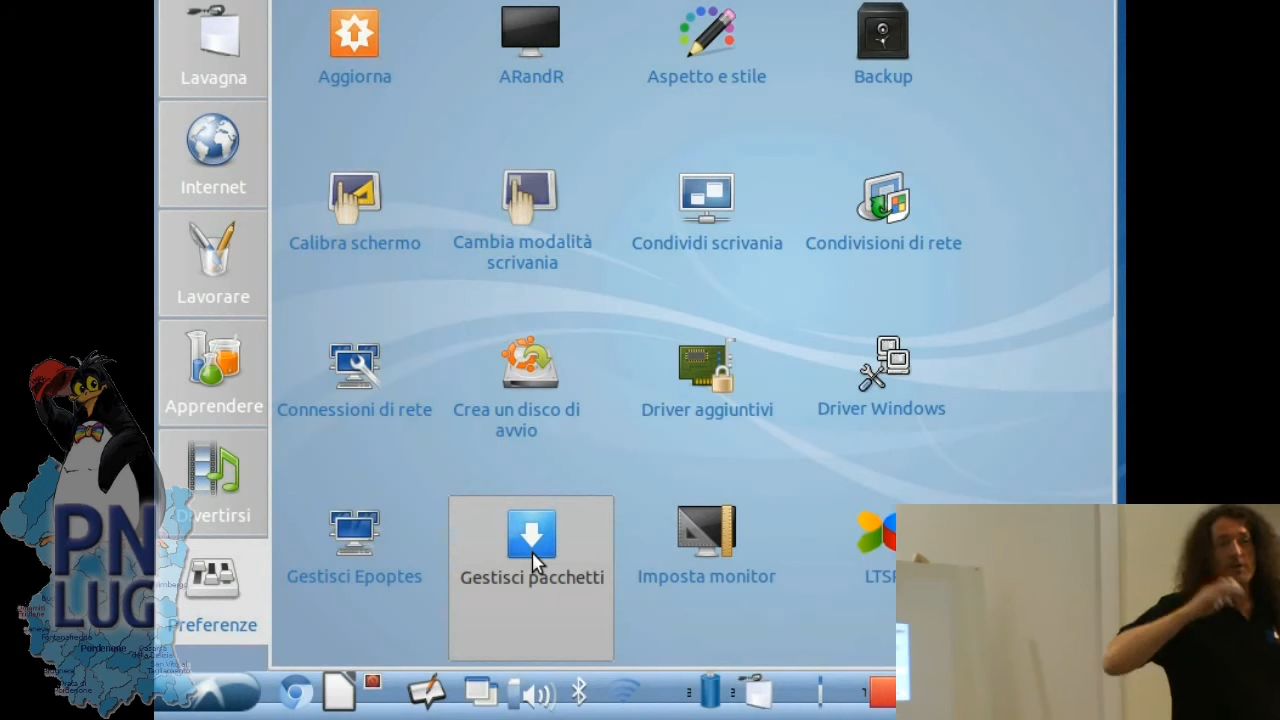 Lavagna
Internet
Lavorare
Apprendere
Divertirsi
Preferenze
Aggiorna
ARandR
Aspetto e stile
Backup
Calibra schermo
Cambia modalità
scrivania
Condividi scrivania
Condivisioni di rete
Connessioni di rete
Crea un disco di
avvio
Driver aggiuntivi
Driver Windows
Gestisci Epoptes
Gestisci pacchetti
Imposta monitor
LTSP
PN
LUG
Pordenone